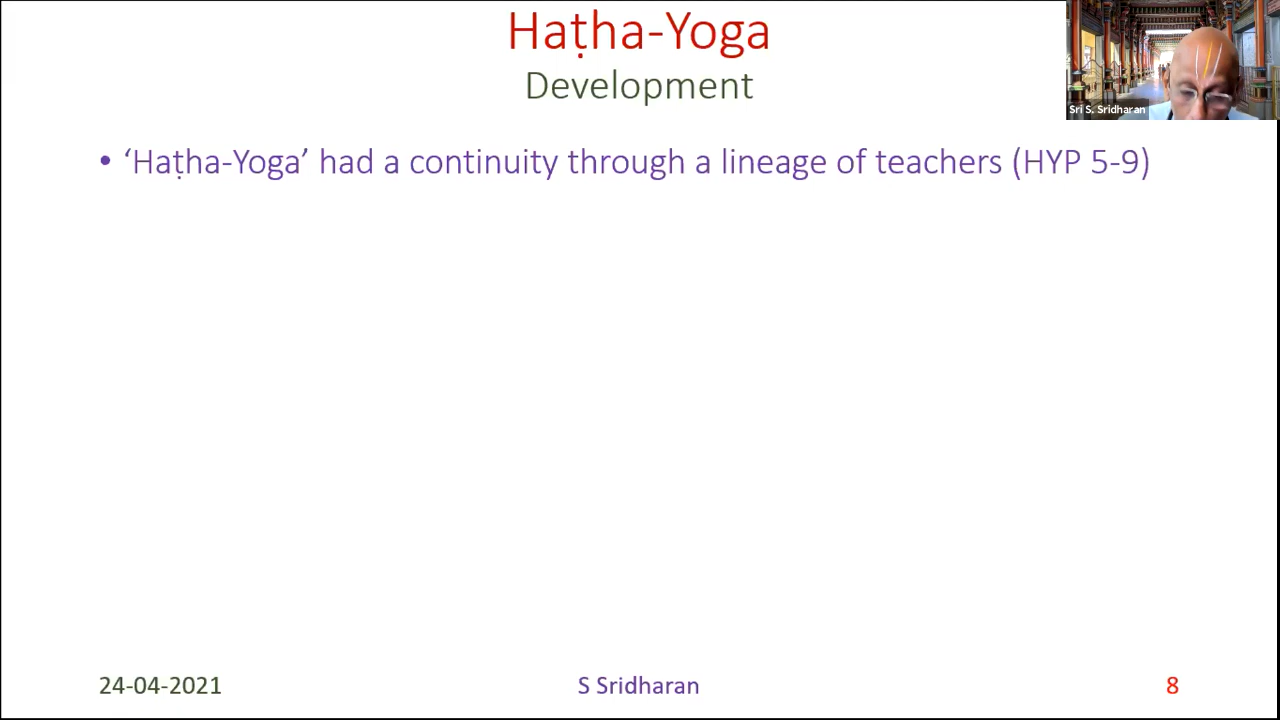 Haṭha-Yoga
Development
Sri S. Sridharan
• ‘Haṭha-Yoga’ had a continuity through a lineage of teachers (HYP 5-9)
24-04-2021
S Sridharan
8